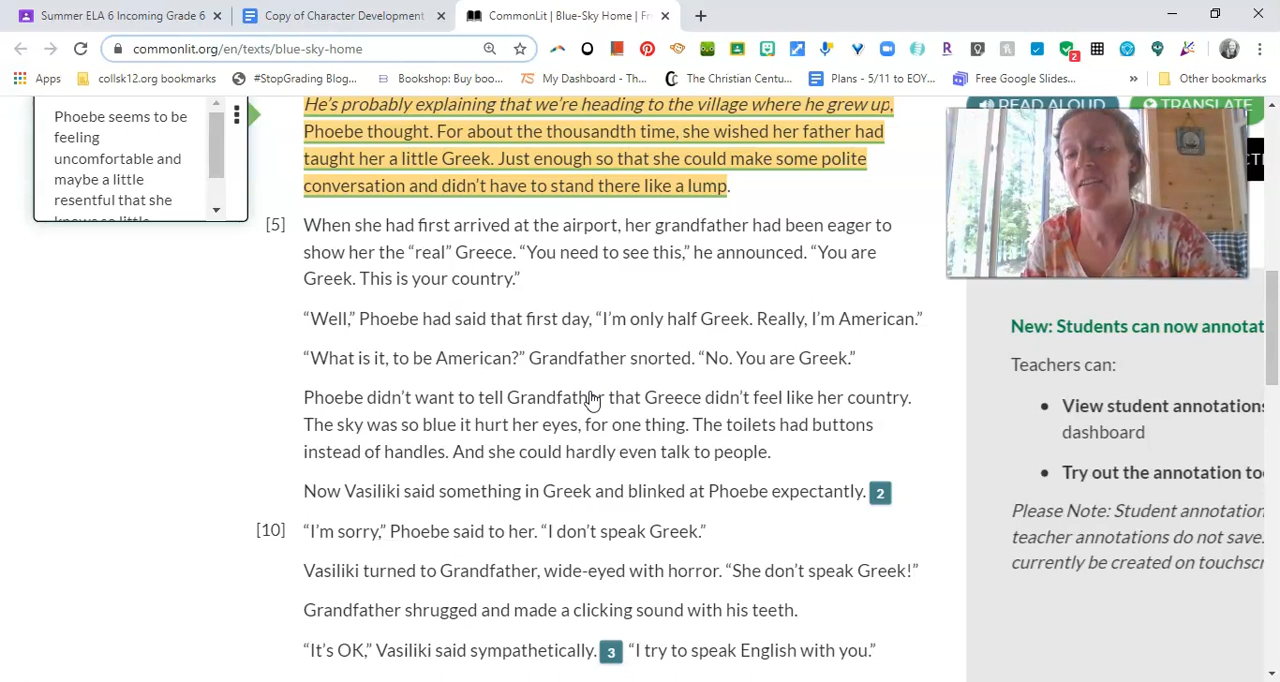 Summer ELA 6 Incoming Grade 6
Copy of Character Development
CommonLit | Blue-Sky Home | Fr
commonlit.org/en/texts/blue-sky-home
2
Apps
collsk12.org bookmarks
#StopGrading Blog...
Bookshop: Buy boo...
My Dashboard - Th...
The Christian Centu...
Plans - 5/11 to EOY...
Free Google Slides...
»
Other bookmarks
READ ALOUD
TRANSLATE
Phoebe seems to be
feeling
uncomfortable and
maybe a little
resentful that she
knows so little
He's probably explaining that we're heading to the village where he grew up,
Phoebe thought. For about the thousandth time, she wished her father had
taught her a little Greek. Just enough so that she could make some polite
conversation and didn't have to stand there like a lump.
[5] When she had first arrived at the airport, her grandfather had been eager to
show her the “real” Greece. “You need to see this,” he announced. “You are
Greek. This is your country.”
“Well,” Phoebe had said that first day, “I'm only half Greek. Really, I'm American.”
“What is it, to be American?” Grandfather snorted. “No. You are Greek.”
Phoebe didn't want to tell Grandfather that Greece didn't feel like her country.
The sky was so blue it hurt her eyes, for one thing. The toilets had buttons
instead of handles. And she could hardly even talk to people.
Now Vasiliki said something in Greek and blinked at Phoebe expectantly. 2
[10] “I'm sorry,” Phoebe said to her. “I don't speak Greek.”
Vasiliki turned to Grandfather, wide-eyed with horror. “She don't speak Greek!”
Grandfather shrugged and made a clicking sound with his teeth.
“It's OK,” Vasiliki said sympathetically. 3 “I try to speak English with you.”
New: Students can now annotat
Teachers can:
• View student annotations
dashboard
• Try out the annotation to
Please Note: Student annotation
teacher annotations do not save.
currently be created on touchscr